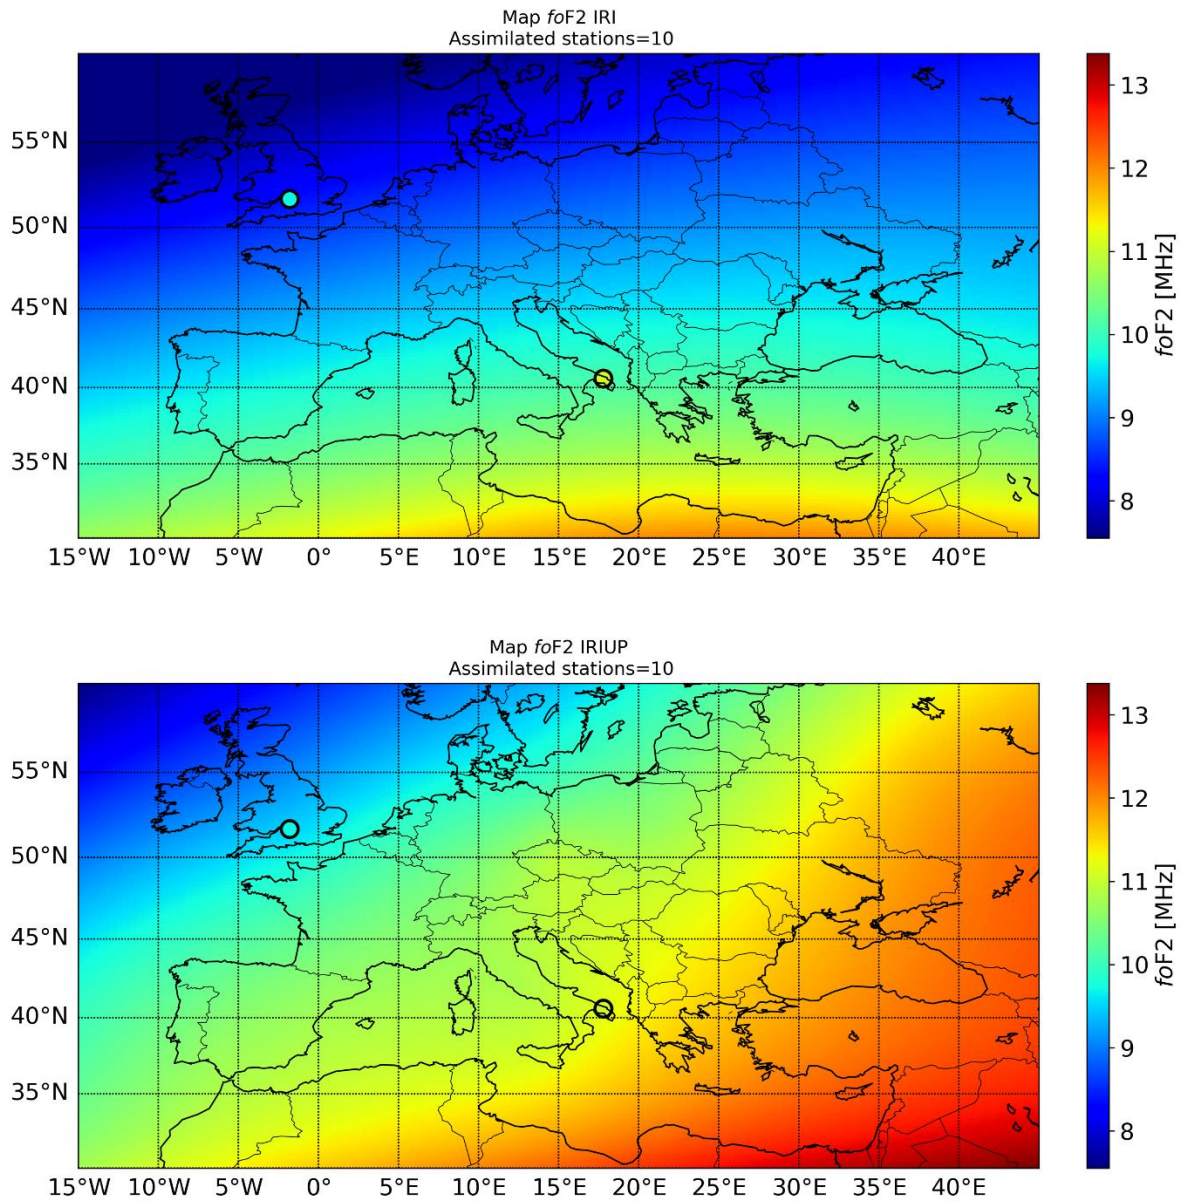 Map foF2 IRI
Assimilated stations=10
55°N
50°N
45°N
40°N
35°N
15°W 10°W 5°W 0° 5°E 10°E 15°E 20°E 25°E 30°E 35°E 40°E
13
12
11
10
9
8
foF2 [MHz]
Map foF2 IRIUP
Assimilated stations=10
55°N
50°N
45°N
40°N
35°N
15°W 10°W 5°W 0° 5°E 10°E 15°E 20°E 25°E 30°E 35°E 40°E
13
12
11
10
9
8
foF2 [MHz]